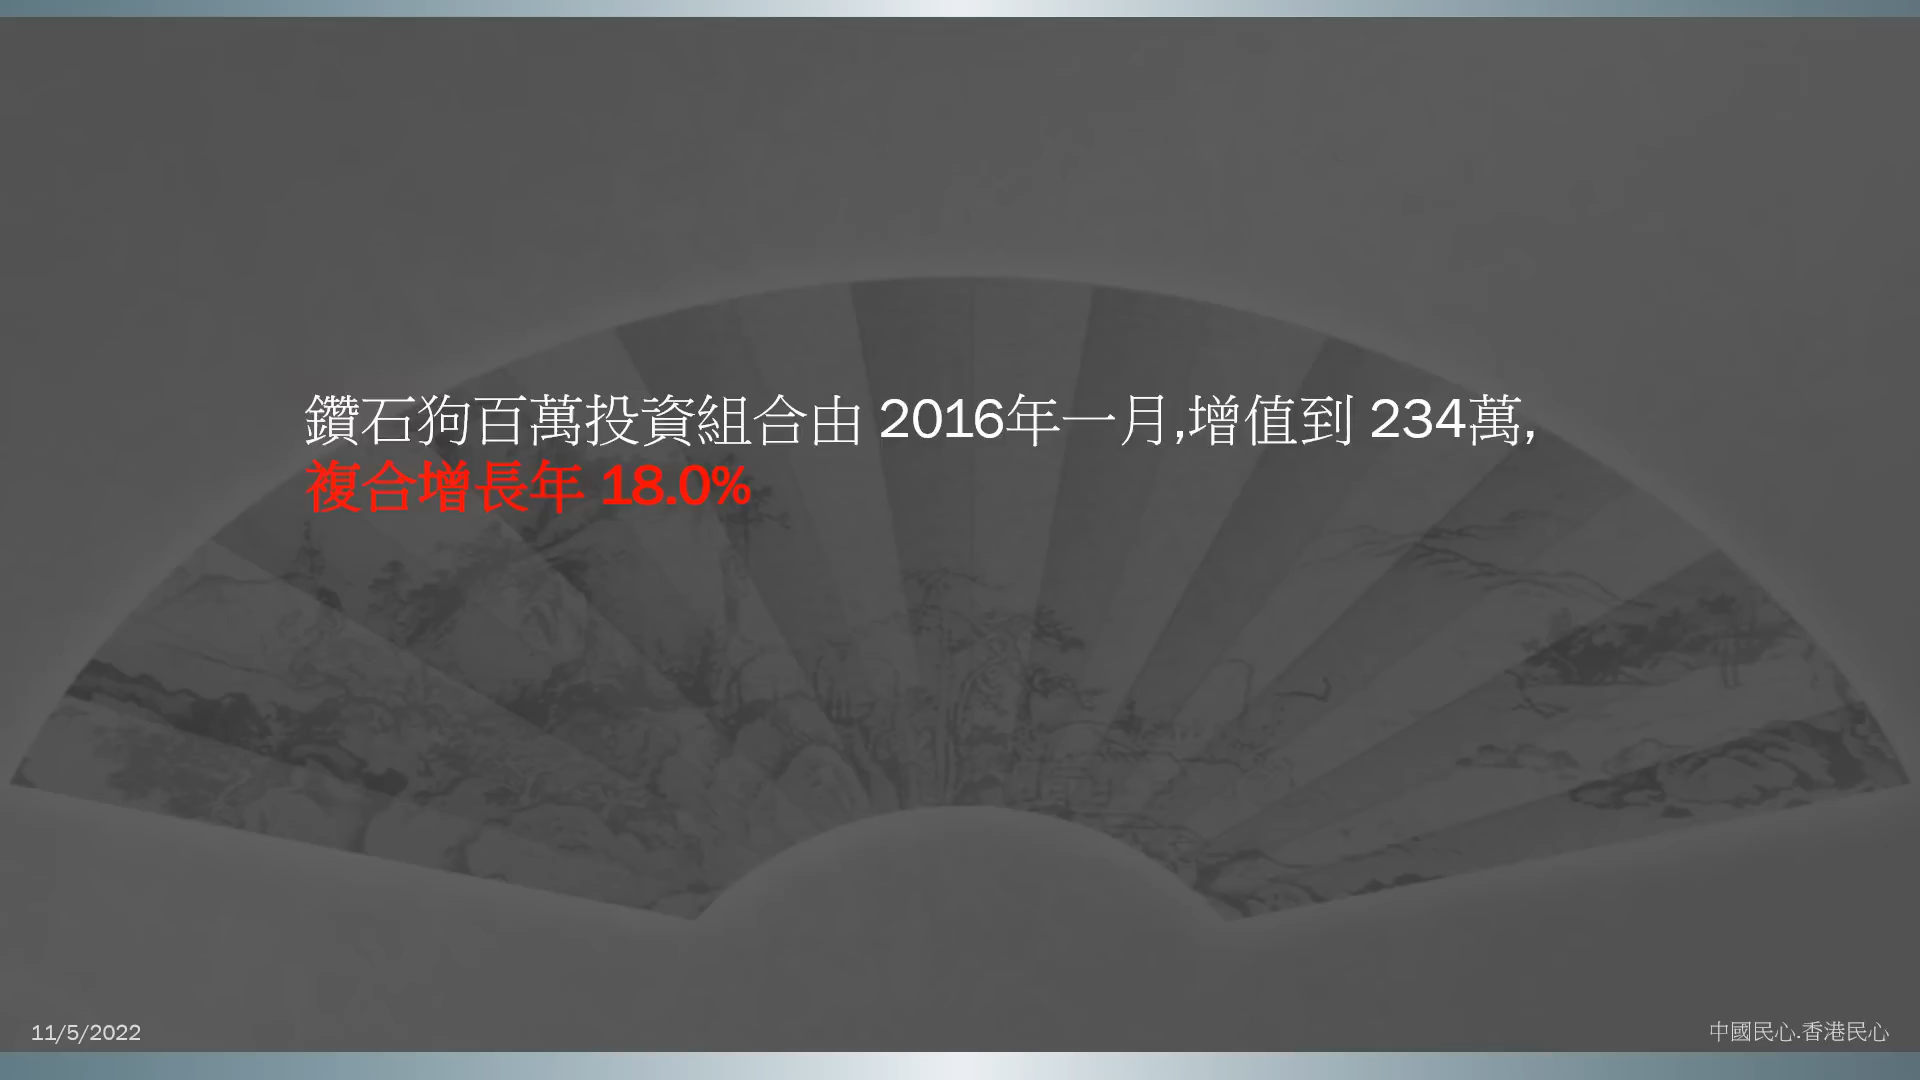 鑽石狗百萬投資組合由 2016年一月,增值到 234萬,
複合增長年 18.0%
11/5/2022
中國民心.香港民心